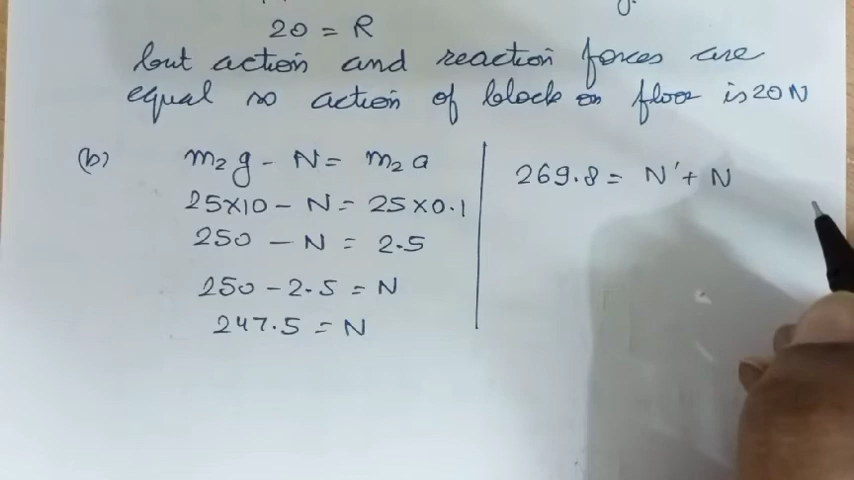 20 = R
but action and reaction forces are
equal so action of block on floor is 20 N
(b)
m₂g - N = m₂a
25×10 - N = 25×0.1
250 - N = 2.5
250 - 2.5 = N
247.5 = N
269.8 = N' + N